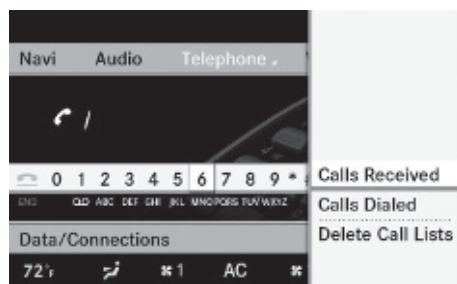 Navi Audio Telephone
/
0 1 2 3 4 5 6 7 8 9 *
END QD ABC DEF GHI JKL MNO PQRS TUV WXYZ
Calls Received
Calls Dialed
Delete Call Lists
Data/Connections
72°F 1 AC